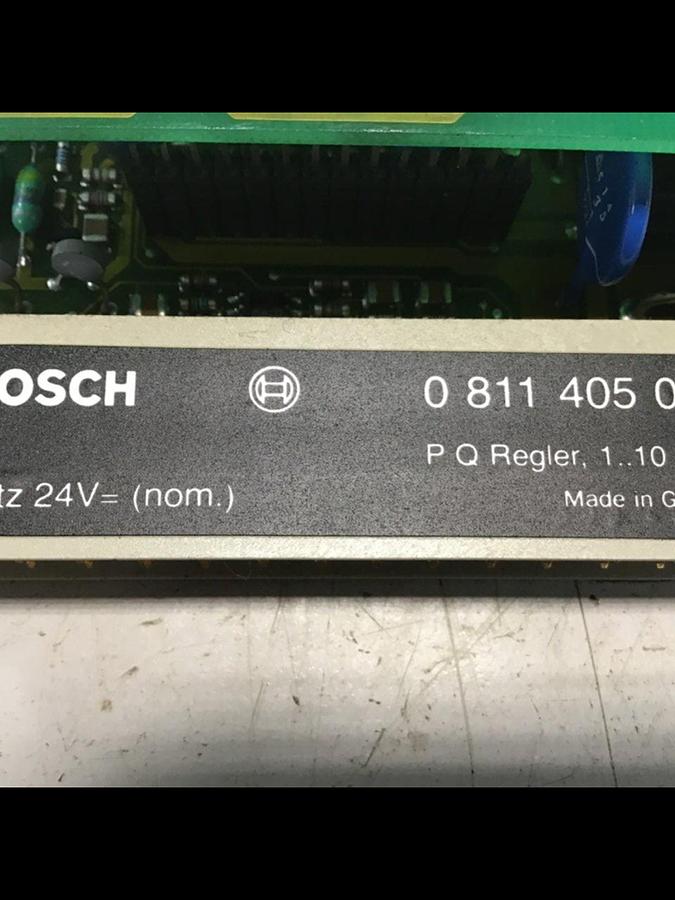 OSCH
0 811 405 0
P Q Regler, 1..10
tz 24V= (nom.)
Made in G